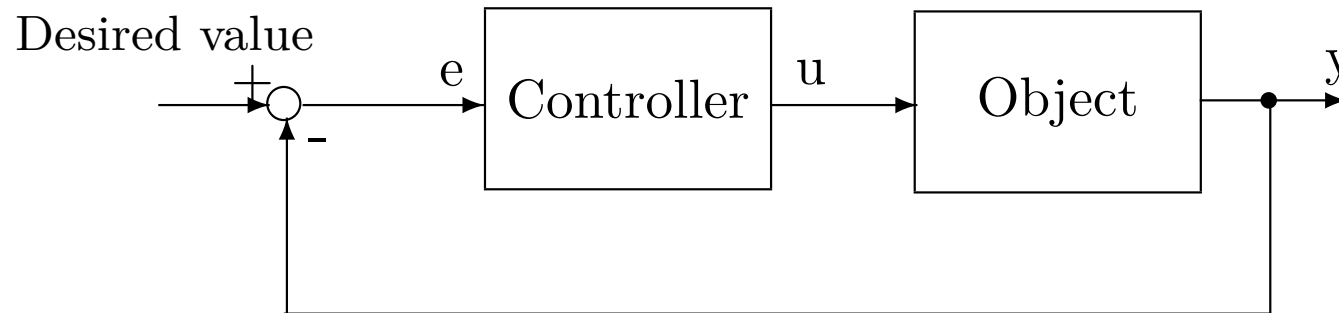 Desired value
+
e
Controller
u
Object
y
-